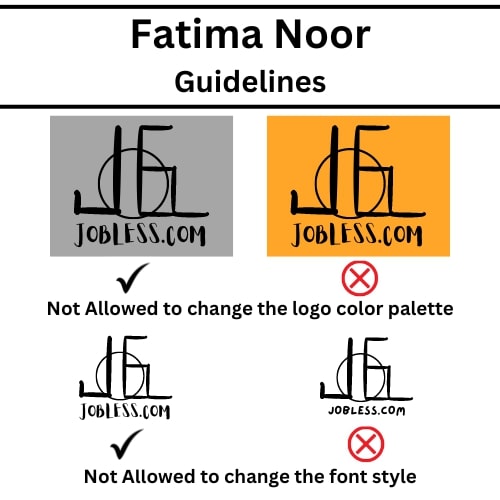 Fatima Noor
Guidelines
JOBLESS.COM JOBLESS.COM
Not Allowed to change the logo color palette
JOBLESS.COM JOBLESS.COM
Not Allowed to change the font style